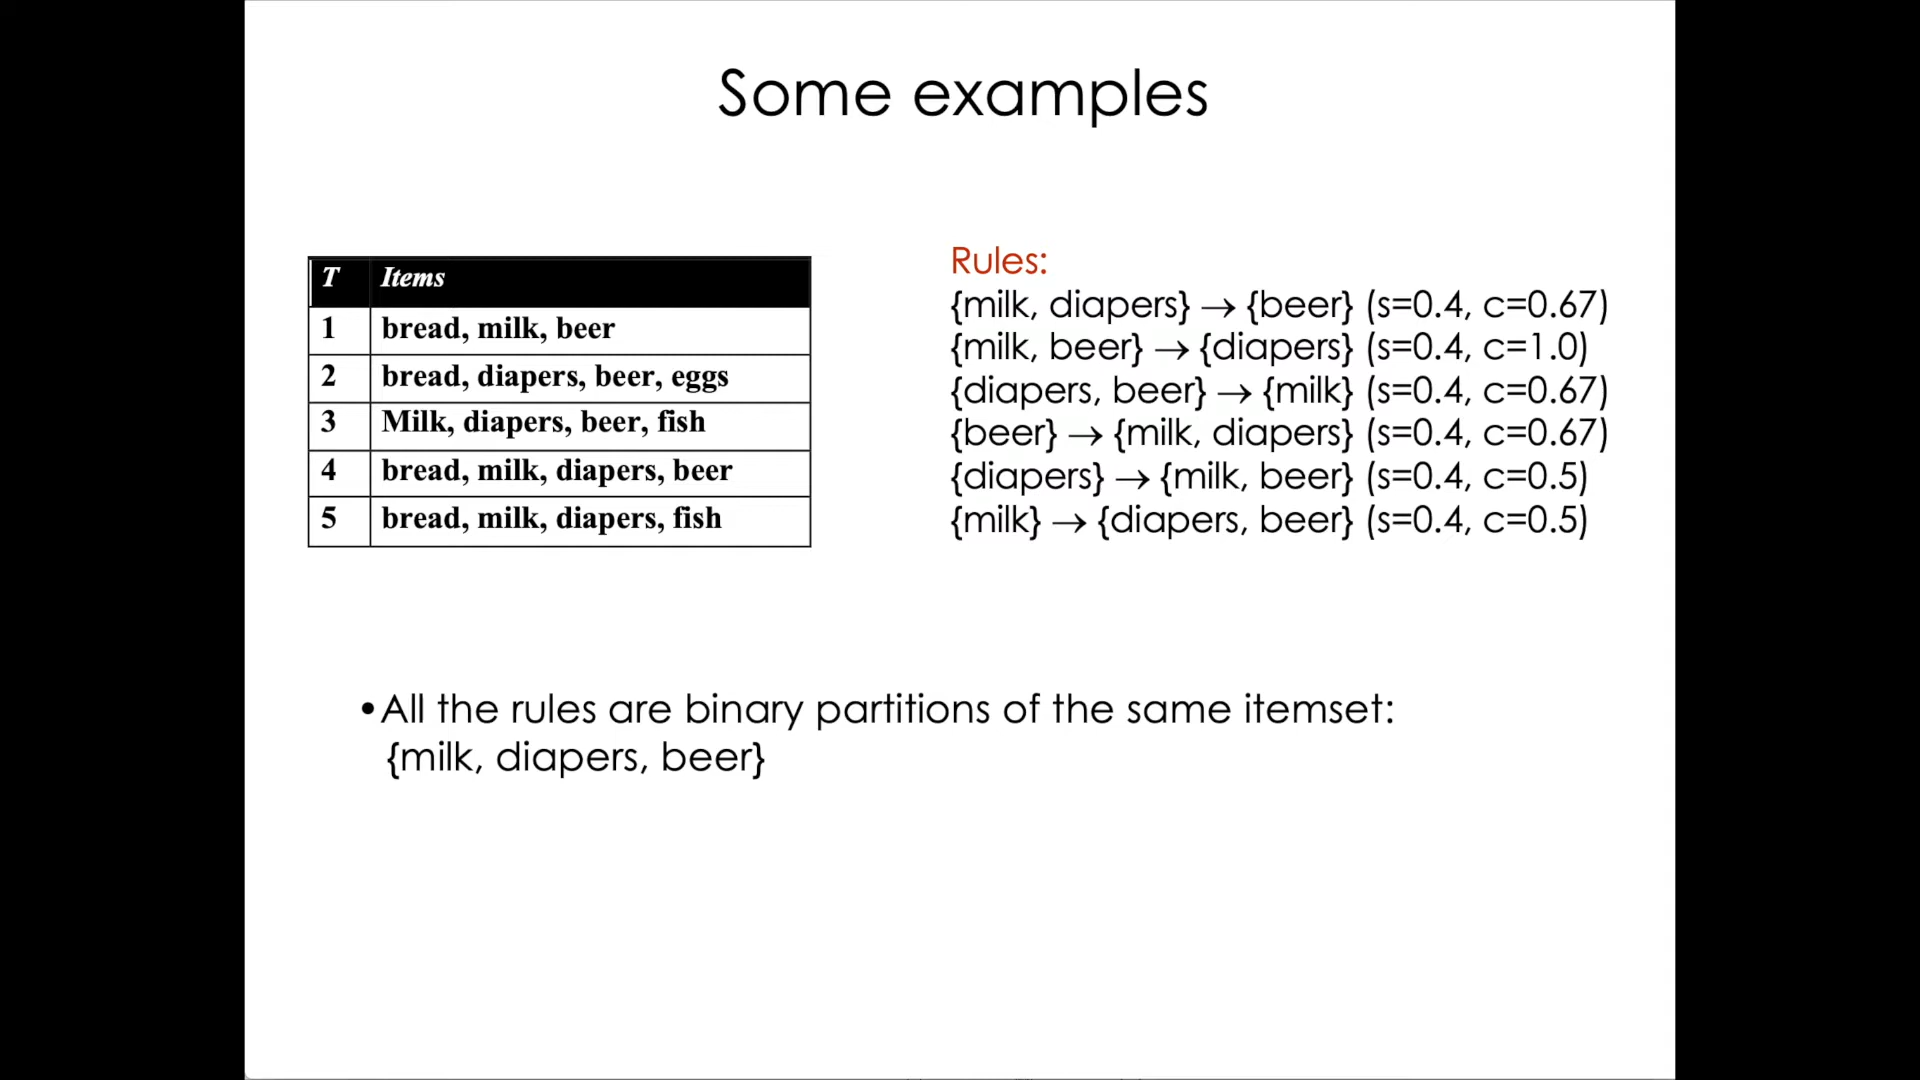 Some examples
T Items
1 bread, milk, beer
2 bread, diapers, beer, eggs
3 Milk, diapers, beer, fish
4 bread, milk, diapers, beer
5 bread, milk, diapers, fish
Rules:
{milk, diapers} → {beer} (s=0.4, c=0.67)
{milk, beer} → {diapers} (s=0.4, c=1.0)
{diapers, beer} → {milk} (s=0.4, c=0.67)
{beer} → {milk, diapers} (s=0.4, c=0.67)
{diapers} → {milk, beer} (s=0.4, c=0.5)
{milk} → {diapers, beer} (s=0.4, c=0.5)
•All the rules are binary partitions of the same itemset:
{milk, diapers, beer}